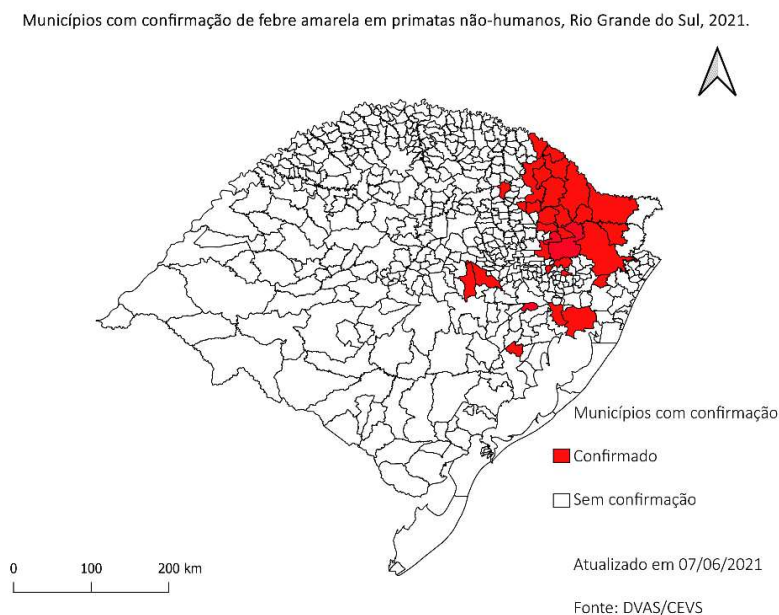 Municípios com confirmação de febre amarela em primatas não-humanos, Rio Grande do Sul, 2021.
Municípios com confirmação
Confirmado
Sem confirmação
0 100 200 km
Atualizado em 07/06/2021
Fonte: DVAS/CEVS